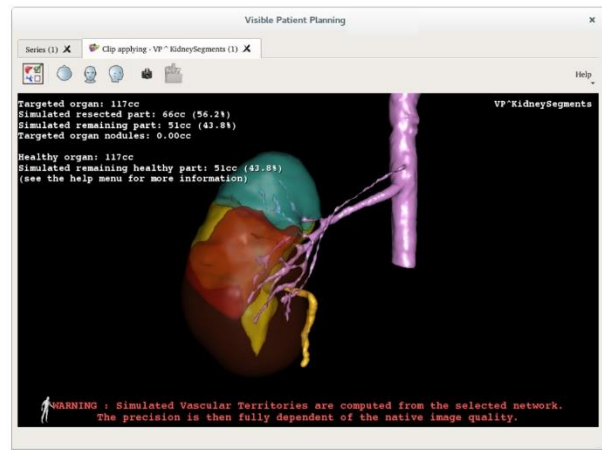 Visible Patient Planning
Series (1)
Clip applying - VP^KidneySegments (1)
Help
Targeted organ: 117cc
Simulated resected part: 66cc (56.2%)
Simulated remaining part: 51cc (43.8%)
Targeted organ nodules: 0.00cc
VP^KidneySegments
Healthy organ: 117cc
Simulated remaining healthy part: 51cc (43.8%)
(see the help menu for more information)
WARNING : Simulated Vascular Territories are computed from the selected network.
The precision is then fully dependent of the native image quality.